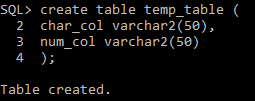 SQL> create table temp_table (
  2  char_col varchar2(50),
  3  num_col varchar2(50)
  4  );
Table created.